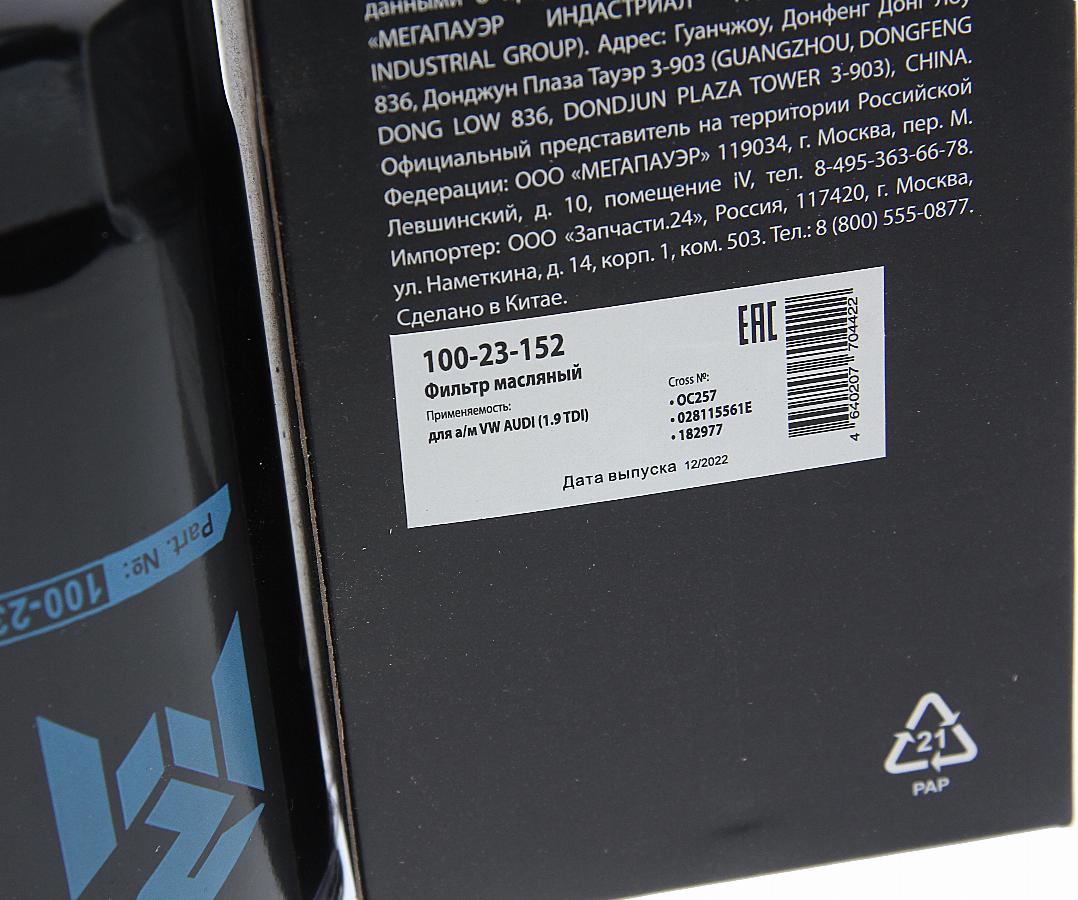 данными
«МЕГАПАУЭР ИНДАСТРИАЛ
INDUSTRIAL GROUP). Адрес: Гуанчжоу, Донфенг Донг Лоу
836, Донджун Плаза Тауэр 3-903 (GUANGZHOU, DONGFENG
DONG LOW 836, DONDJUN PLAZA TOWER 3-903), CHINA.
Официальный представитель на территории Российской
Федерации: ООО «МЕГАПАУЭР» 119034, г. Москва, пер. М.
Левшинский, д. 10, помещение iV, тел. 8-495-363-66-78.
Импортер: ООО «Запчасти.24», Россия, 117420, г. Москва,
ул. Наметкина, д. 14, корп. 1, ком. 503. Тел.: 8 (800) 555-0877.
Сделано в Китае.
100-23-152
Фильтр масляный
Применяемость:
для а/м VW AUDI (1.9 TDI)
Cross №:
• OC257
• 028115561E
• 182977
EAC
4 640207 704422
Дата выпуска 12/2022
Part. №:
100-23
21
PAP